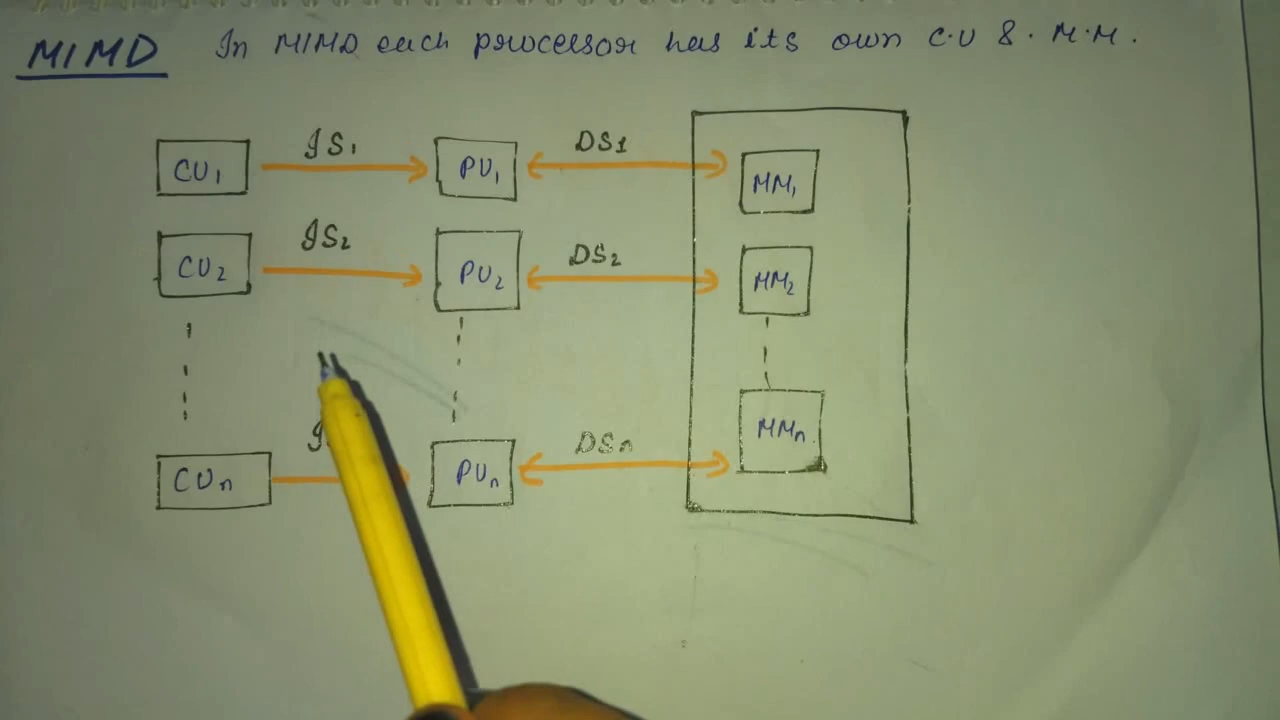 MIMD In MIMD each processor has its own C.U & M.M.
CU1 IS1 PU1 DS1 MM1
CU2 IS2 PU2 DS2 MM2
CUn PUn DSn MMn